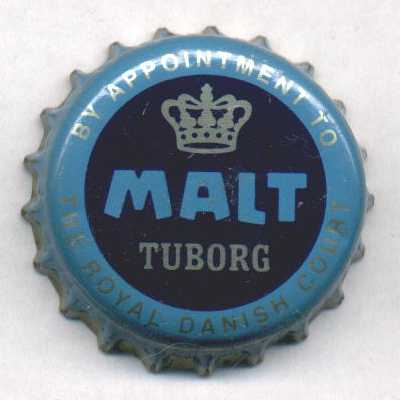 BY APPOINTMENT TO
MALT
TUBORG
THE ROYAL DANISH COURT